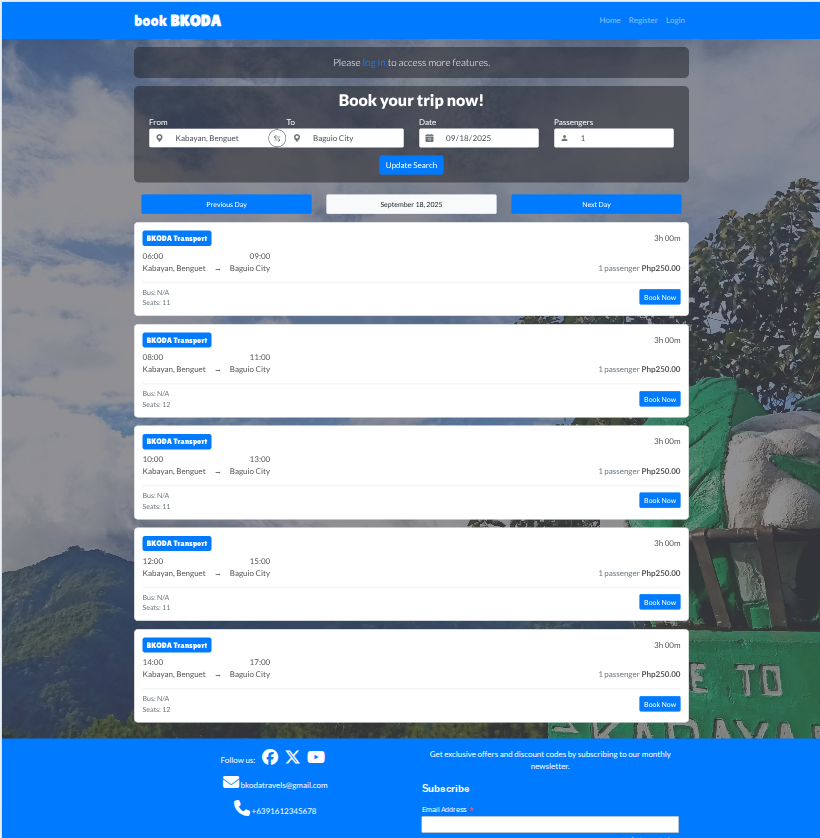 book BKODA
Home Register Login
Please log in to access more features.
Book your trip now!
From To Date Passengers
Kabayan, Benguet Baguio City 09/18/2025 1
Update Search
Previous Day September 18, 2025 Next Day
BKODA Transport 3h 00m
06:00 09:00
Kabayan, Benguet → Baguio City 1 passenger Php250.00
Bus: N/A
Seats: 11 Book Now
BKODA Transport 3h 00m
08:00 11:00
Kabayan, Benguet → Baguio City 1 passenger Php250.00
Bus: N/A
Seats: 12 Book Now
BKODA Transport 3h 00m
10:00 13:00
Kabayan, Benguet → Baguio City 1 passenger Php250.00
Bus: N/A
Seats: 11 Book Now
BKODA Transport 3h 00m
12:00 15:00
Kabayan, Benguet → Baguio City 1 passenger Php250.00
Bus: N/A
Seats: 11 Book Now
BKODA Transport 3h 00m
14:00 17:00
Kabayan, Benguet → Baguio City 1 passenger Php250.00
Bus: N/A
Seats: 12 Book Now
E TO
KABAYA
Follow us:
bkodatravels@gmail.com
+6391612345678
Get exclusive offers and discount codes by subscribing to our monthly
newsletter.
Subscribe
Email Address *